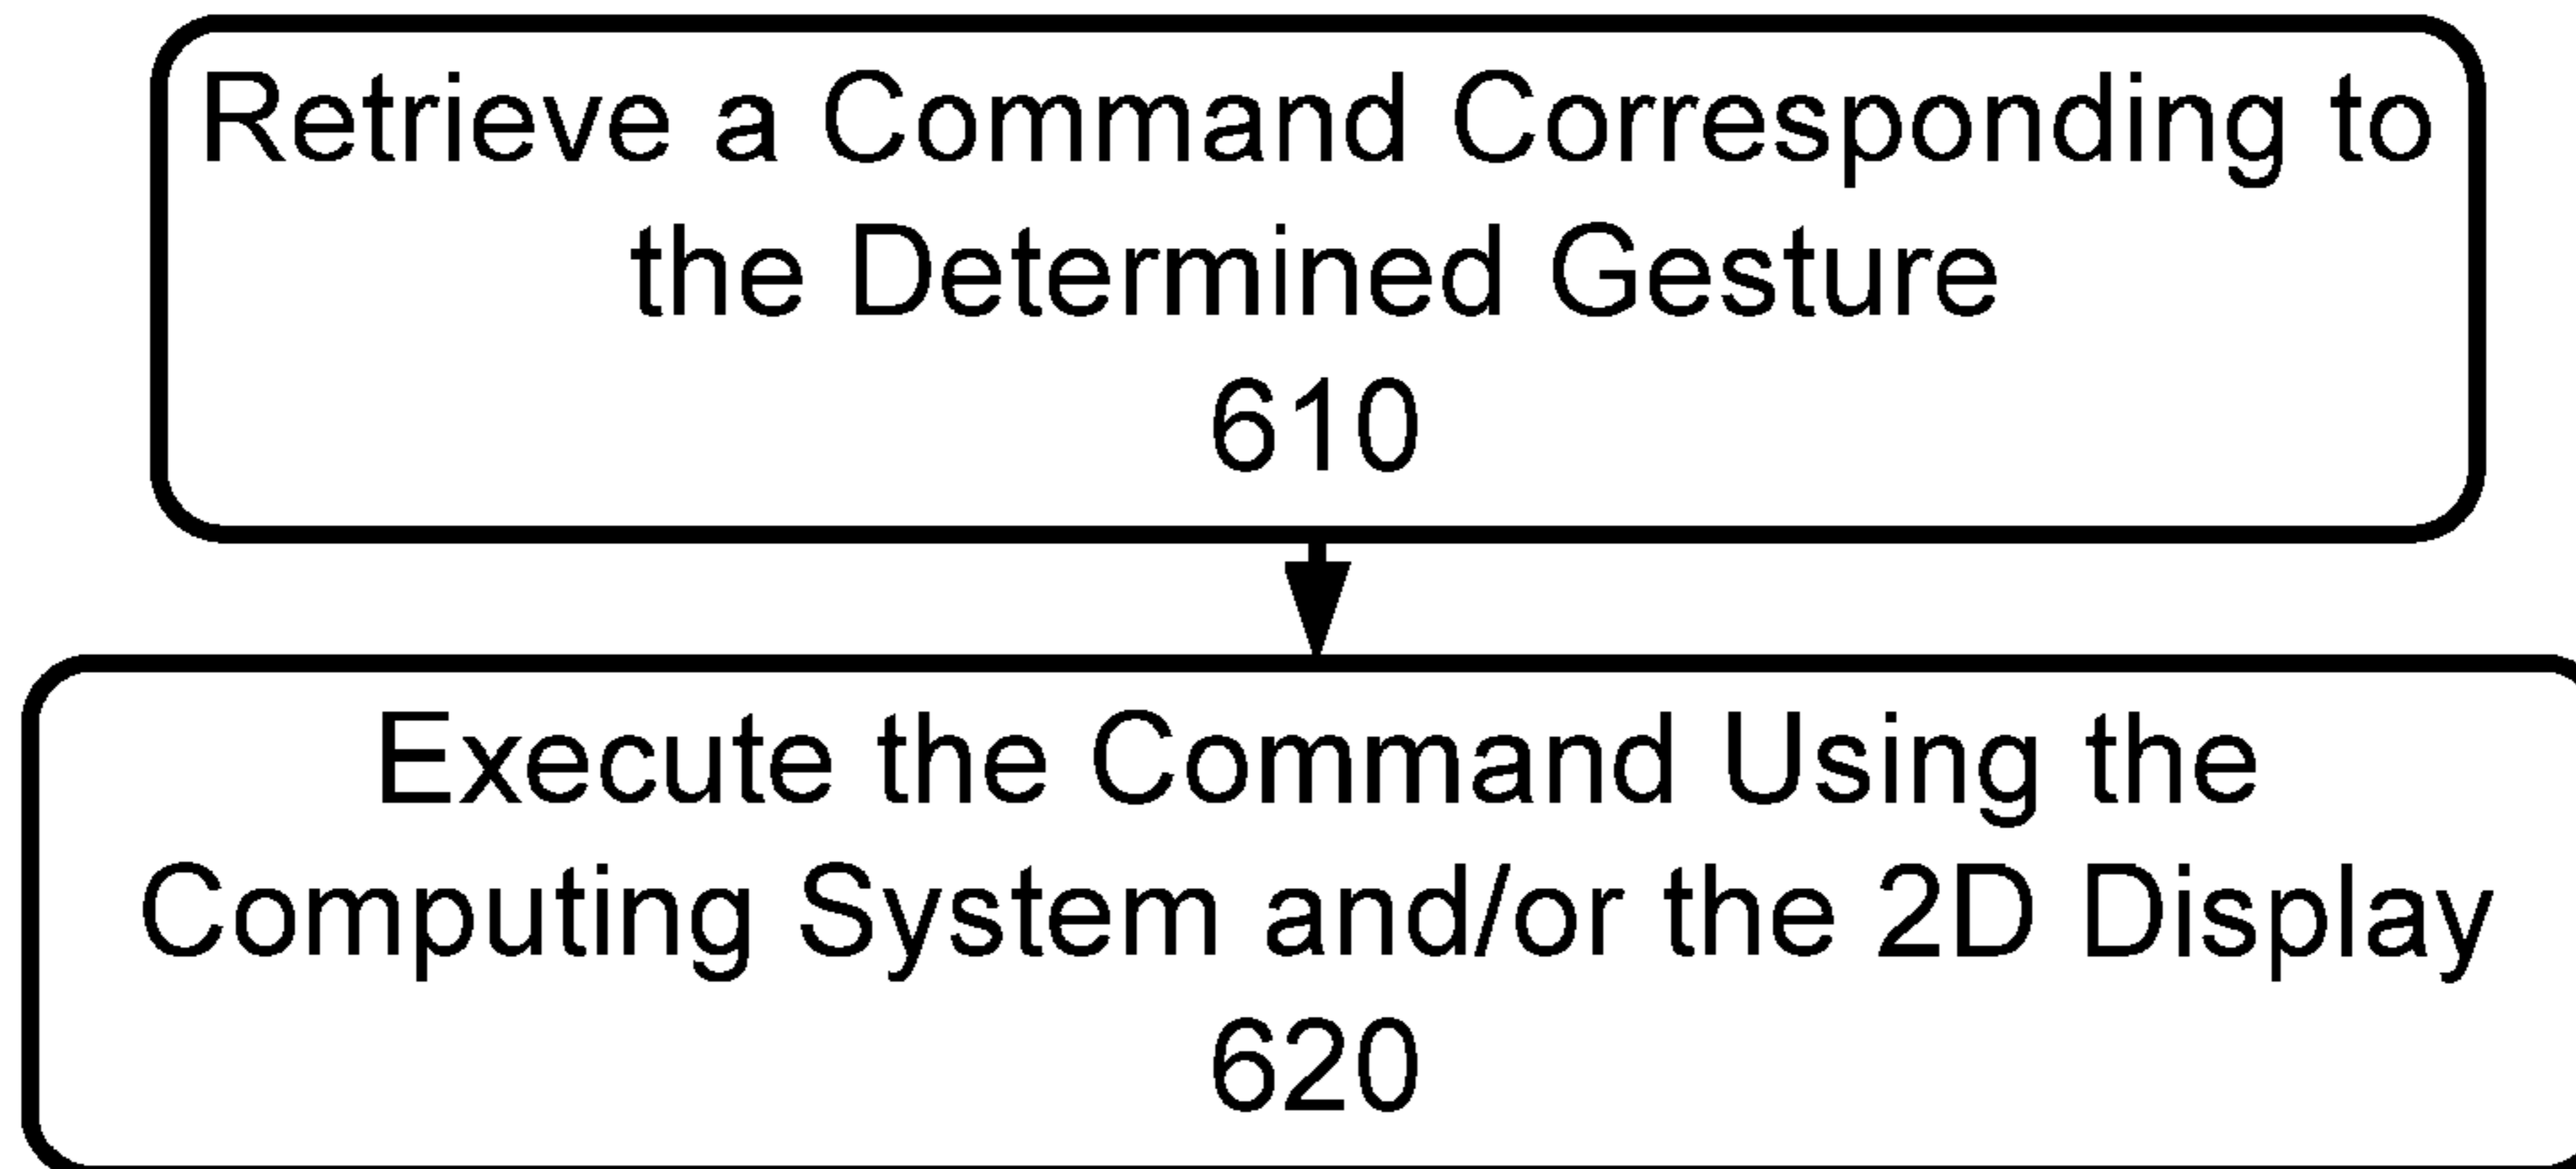 Retrieve a Command Corresponding to
the Determined Gesture
610
Execute the Command Using the
Computing System and/or the 2D Display
620